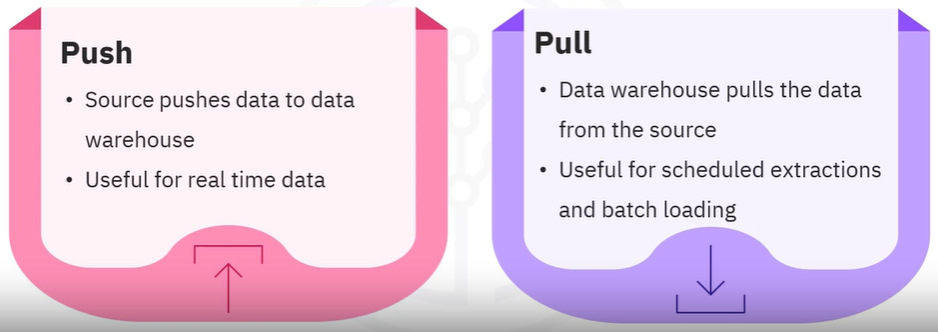 Push
• Source pushes data to data
warehouse
• Useful for real time data
Pull
• Data warehouse pulls the data
from the source
• Useful for scheduled extractions
and batch loading